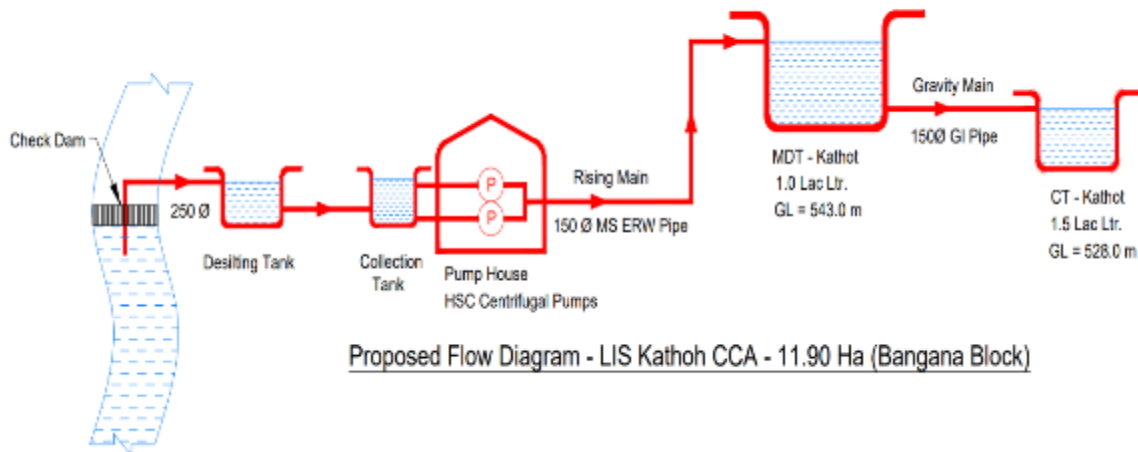 Check Dam
250 Ø
Desilting Tank
Collection
Tank
P
P
Pump House
HSC Centrifugal Pumps
Rising Main
150 Ø MS ERW Pipe
MDT - Kathot
1.0 Lac Ltr.
GL = 543.0 m
Gravity Main
150Ø GI Pipe
CT - Kathot
1.5 Lac Ltr.
GL = 528.0 m
Proposed Flow Diagram - LIS Kathoh CCA - 11.90 Ha (Bangana Block)